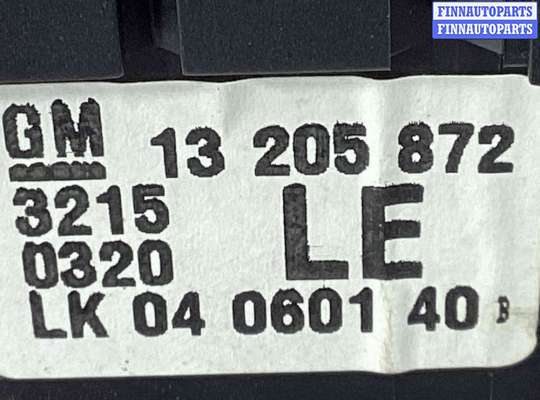 FINNAUTOPARTS
FINNAUTOPARTS
GM 13 205 872
3215
0320
LE
LK 04 0601 40 B